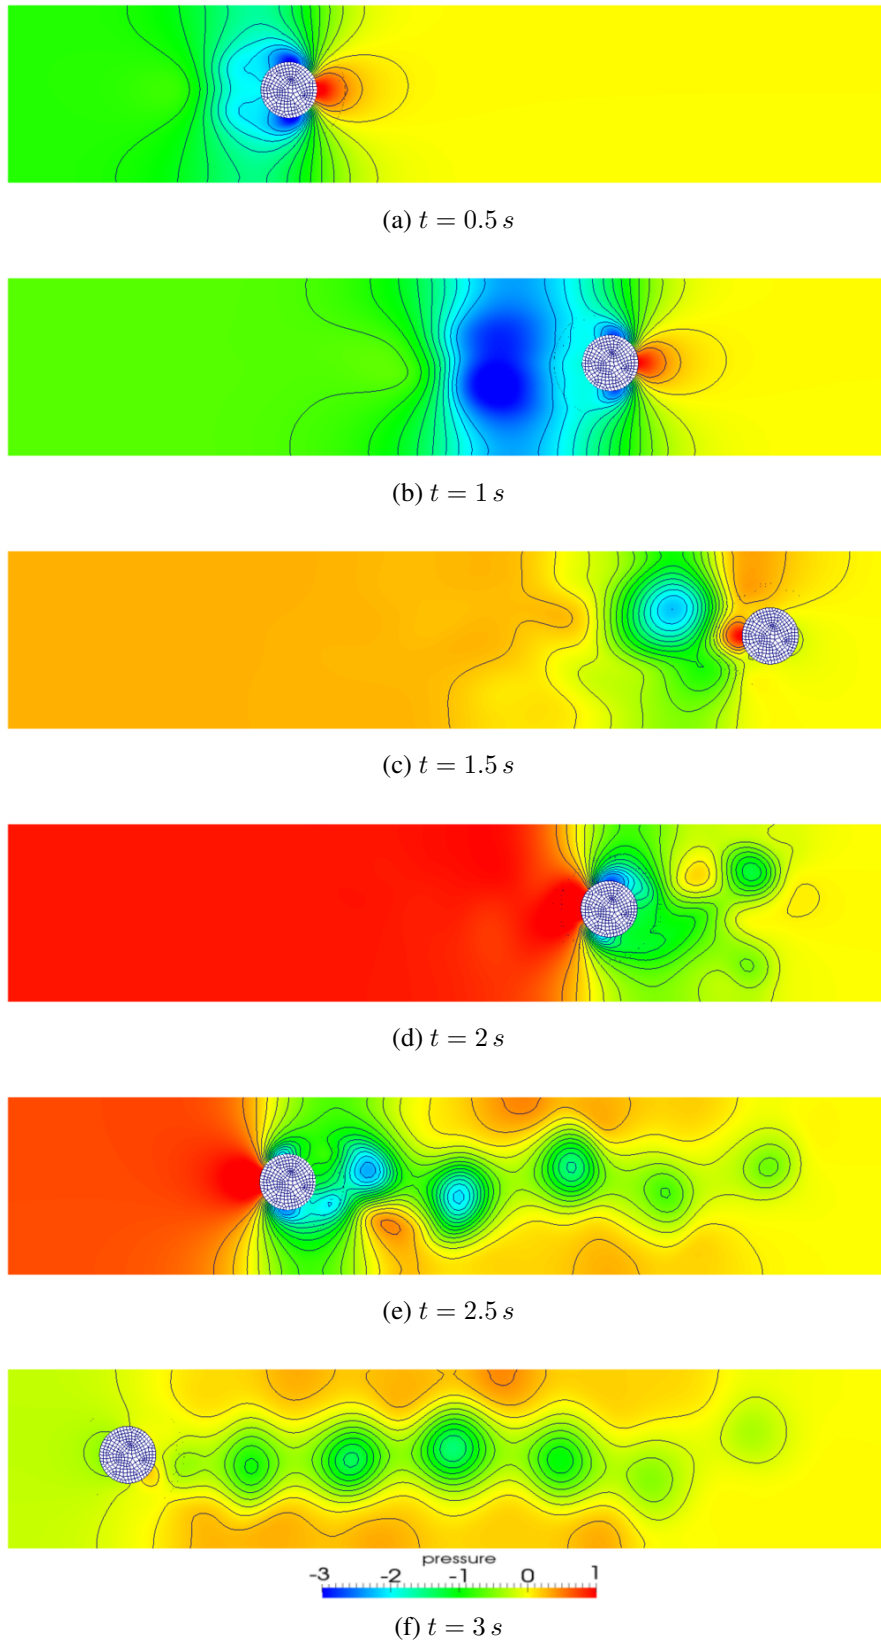 (a) t = 0.5 s
(b) t = 1 s
(c) t = 1.5 s
(d) t = 2 s
(e) t = 2.5 s
pressure
-3 -2 -1 0 1
(f) t = 3 s